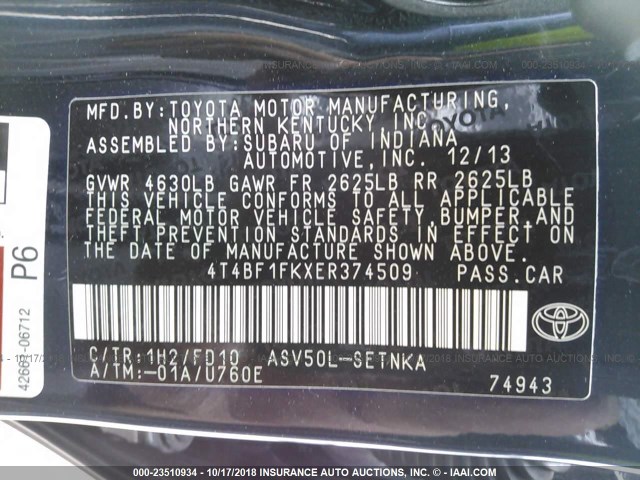 MFD.BY:TOYOTA MOTOR MANUFACTURING,
NORTHERN KENTUCKY,INC.
ASSEMBLED BY:SUBARU OF INDIANA
AUTOMOTIVE,INC. 12/13
GVWR 4630LB GAWR FR 2625LB RR 2625LB
THIS VEHICLE CONFORMS TO ALL APPLICABLE
FEDERAL MOTOR VEHICLE SAFETY,BUMPER,AND
THEFT PREVENTION STANDARDS IN EFFECT ON
THE DATE OF MANUFACTURE SHOWN ABOVE.
4T4BF1FKXER374509 PASS.CAR
C/TR:1H2/FD10 ASV50L-SETNKA
A/TM:-01A/U760E
74943
TOYOTA
P6
000-23510934 - 10/17/2018 INSURANCE AUTO AUCTIONS, INC. (R) - IAAI.COM